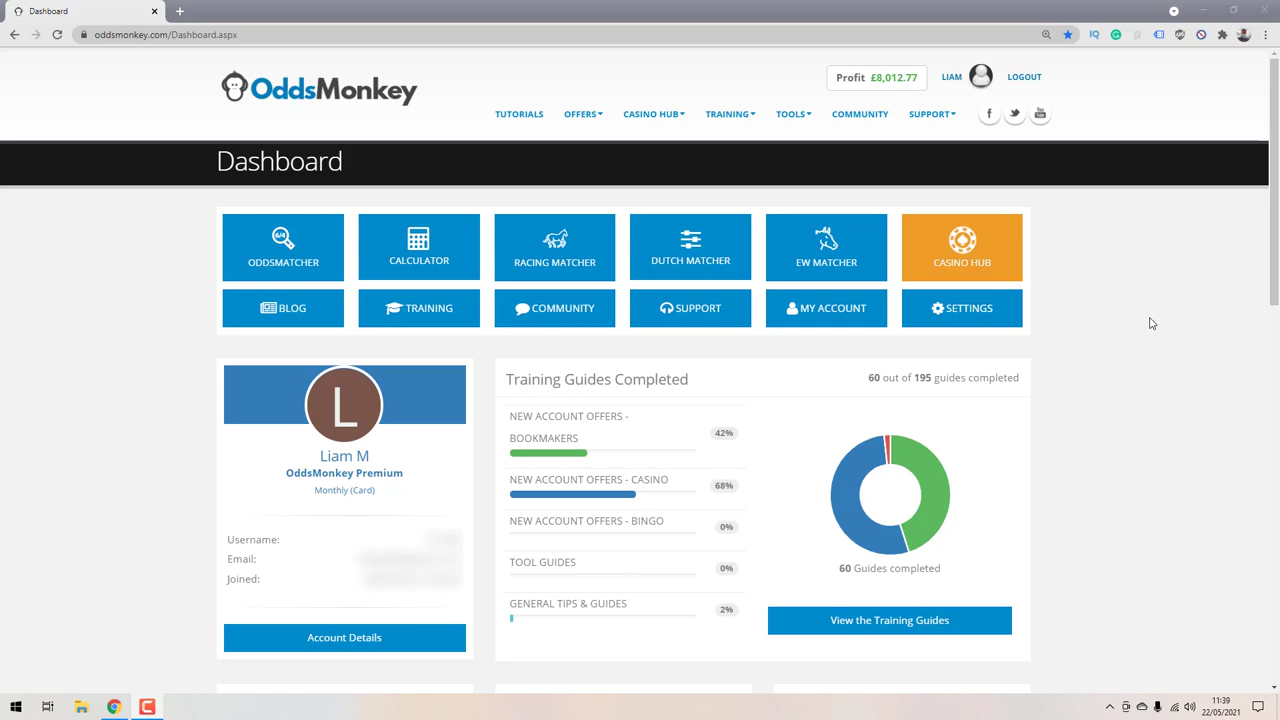 Dashboard
oddsmonkey.com/Dashboard.aspx
OddsMonkey
Profit £8,012.77
LIAM
LOGOUT
TUTORIALS OFFERS CASINO HUB TRAINING TOOLS COMMUNITY SUPPORT
Dashboard
ODDSMATCHER
CALCULATOR
RACING MATCHER
DUTCH MATCHER
EW MATCHER
CASINO HUB
BLOG
TRAINING
COMMUNITY
SUPPORT
MY ACCOUNT
SETTINGS
L
Liam M
OddsMonkey Premium
Monthly (Card)
Username:
Email:
Joined:
Account Details
Training Guides Completed
60 out of 195 guides completed
NEW ACCOUNT OFFERS -
BOOKMAKERS
42%
NEW ACCOUNT OFFERS - CASINO
68%
NEW ACCOUNT OFFERS - BINGO
0%
TOOL GUIDES
0%
GENERAL TIPS & GUIDES
2%
60 Guides completed
View the Training Guides
11:39
22/05/2021